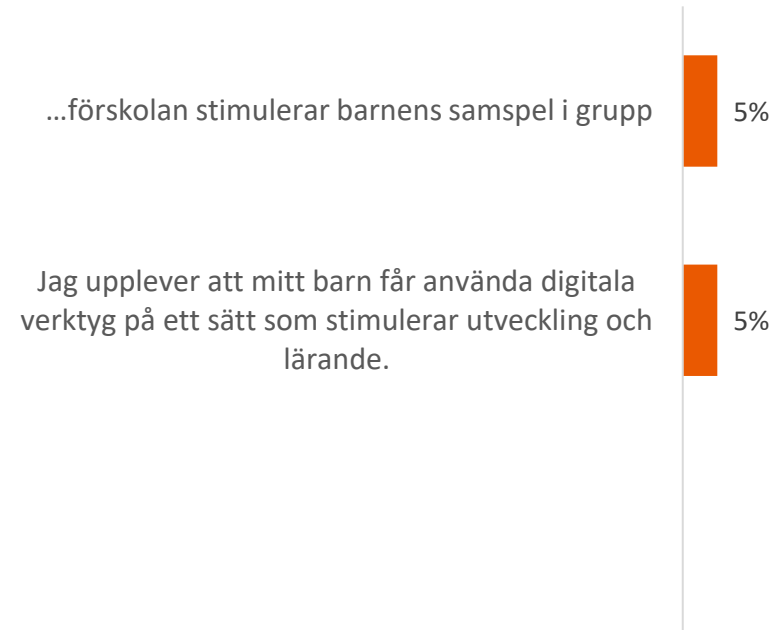 …förskolan stimulerar barnens samspel i grupp
5%
Jag upplever att mitt barn får använda digitala
verktyg på ett sätt som stimulerar utveckling och
lärande.
5%